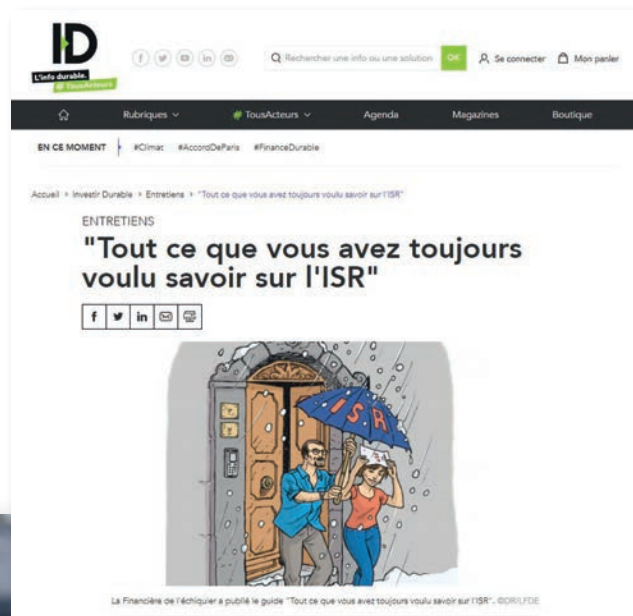 ID
L'info durable.
# TousActeurs
Rechercher une info ou une solution
OK
Se connecter
Mon panier
Rubriques
# TousActeurs
Agenda
Magazines
Boutique
EN CE MOMENT
#Climat #AccordDeParis #FinanceDurable
Accueil > Investir Durable > Entretiens > "Tout ce que vous avez toujours voulu savoir sur l'ISR"
ENTRETIENS
"Tout ce que vous avez toujours
voulu savoir sur l'ISR"
I.S.R
La Financière de l'échiquier a publié le guide "Tout ce que vous avez toujours voulu savoir sur l'ISR". ©DR/LFDE